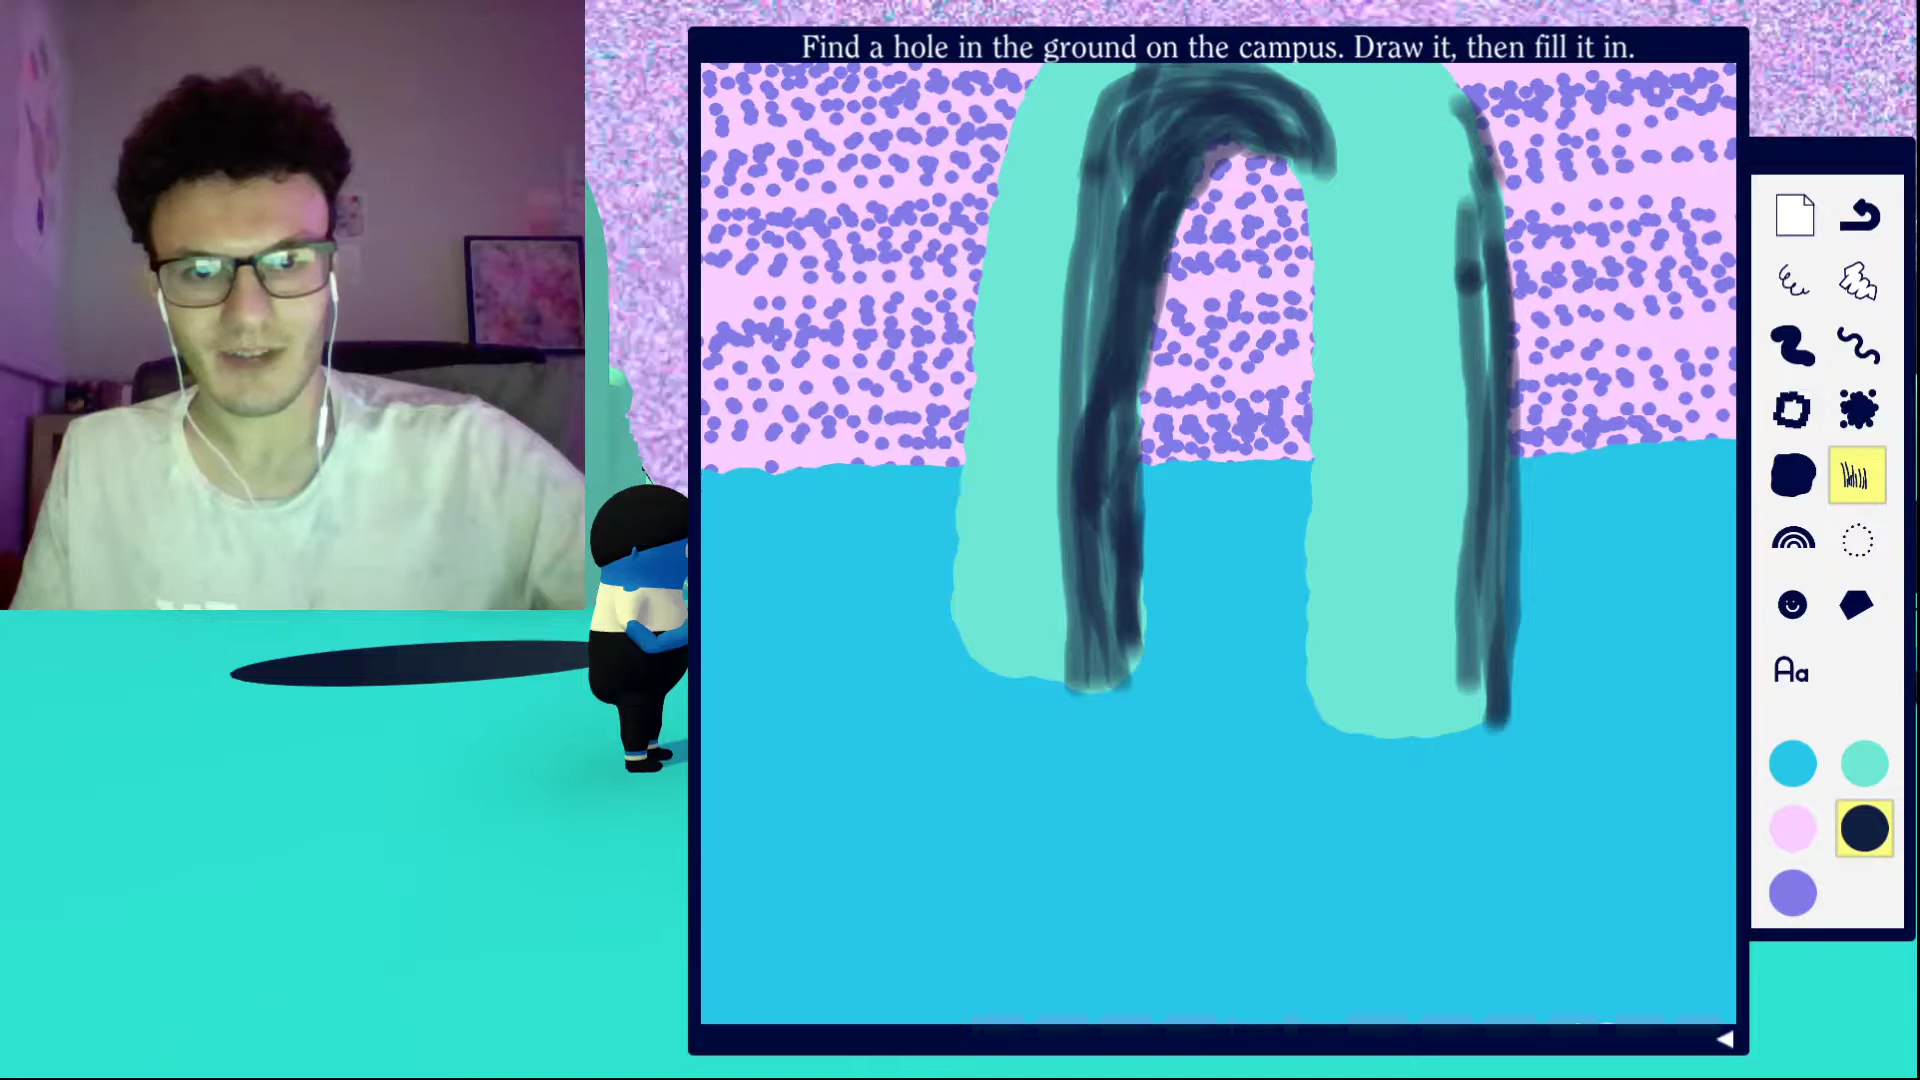 Find a hole in the ground on the campus. Draw it, then fill it in.
Aa